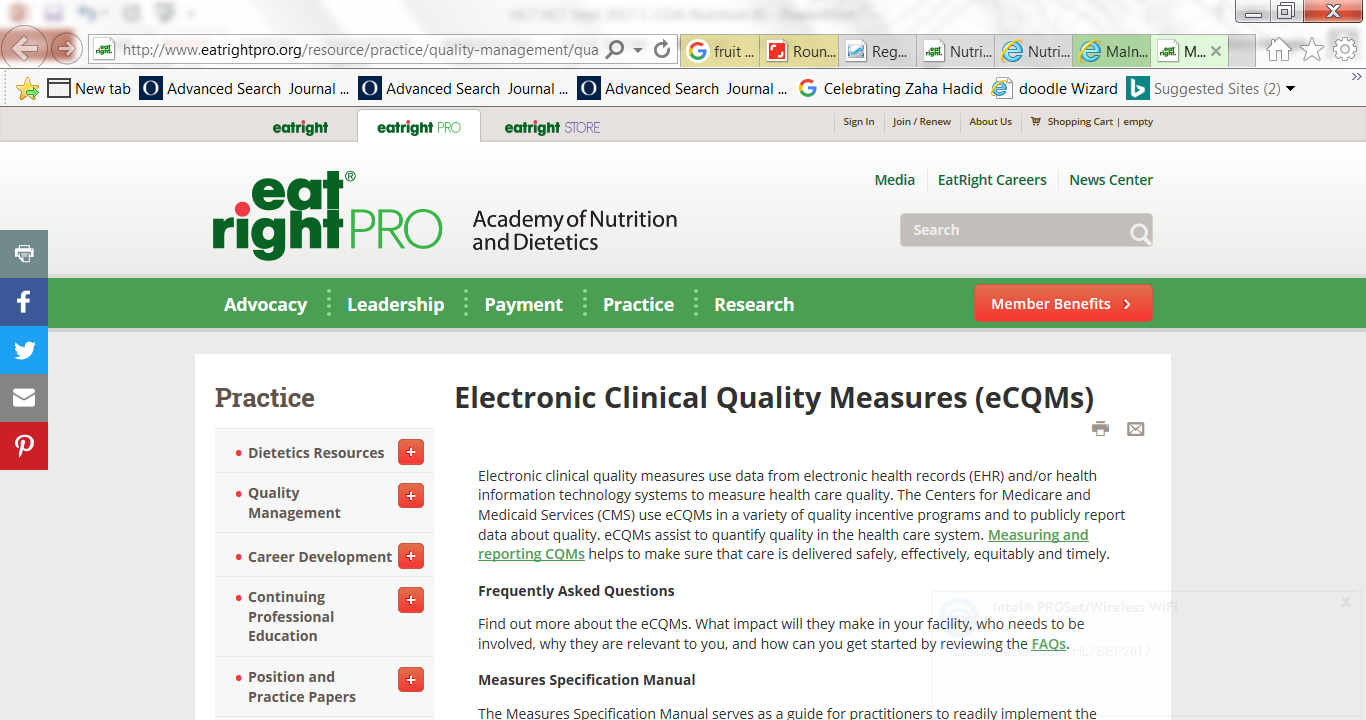 http://www.eatrightpro.org/resource/practice/quality-management/qua
fruit ...
Roun...
Reg...
Nutri...
Nutri...
Maln...
M...
New tab
Advanced Search Journal ...
Advanced Search Journal ...
Advanced Search Journal ...
Celebrating Zaha Hadid
doodle Wizard
Suggested Sites (2)
eatright
eatright PRO
eatright STORE
Sign In
Join / Renew
About Us
Shopping Cart | empty
Media
EatRight Careers
News Center
eat®
right PRO
Academy of Nutrition
and Dietetics
Search
Advocacy
Leadership
Payment
Practice
Research
Member Benefits
Practice
Dietetics Resources
Quality
Management
Career Development
Continuing
Professional
Education
Position and
Practice Papers
Electronic Clinical Quality Measures (eCQMs)
Electronic clinical quality measures use data from electronic health records (EHR) and/or health
information technology systems to measure health care quality. The Centers for Medicare and
Medicaid Services (CMS) use eCQMs in a variety of quality incentive programs and to publicly report
data about quality. eCQMs assist to quantify quality in the health care system. Measuring and
reporting CQMs helps to make sure that care is delivered safely, effectively, equitably and timely.
Frequently Asked Questions
Find out more about the eCQMs. What impact will they make in your facility, who needs to be
involved, why they are relevant to you, and how can you get started by reviewing the FAQs.
Measures Specification Manual
The Measures Specification Manual serves as a guide for practitioners to readily implement the
Intel® PROSet/Wireless WiFi
HL7SEP2017